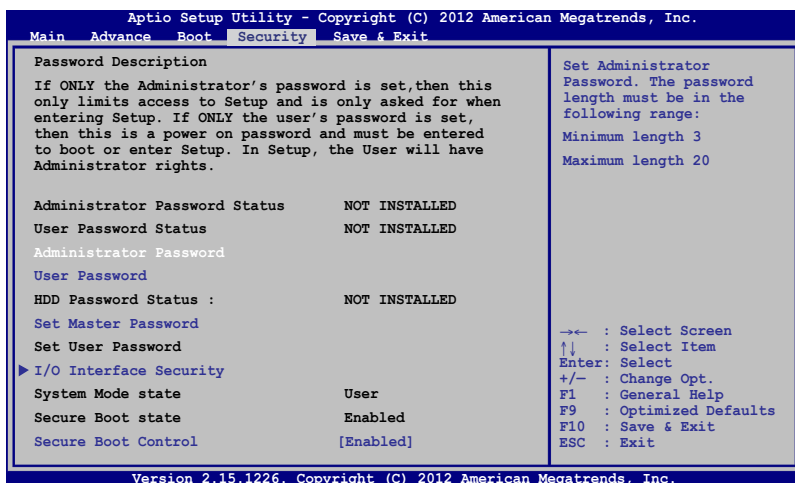 Aptio Setup Utility - Copyright (C) 2012 American Megatrends, Inc.
Main Advance Boot Security Save & Exit
Password Description
If ONLY the Administrator's password is set,then this
only limits access to Setup and is only asked for when
entering Setup. If ONLY the user's password is set,
then this is a power on password and must be entered
to boot or enter Setup. In Setup, the User will have
Administrator rights.
Administrator Password Status NOT INSTALLED
User Password Status NOT INSTALLED
Administrator Password
User Password
HDD Password Status : NOT INSTALLED
Set Master Password
Set User Password
I/O Interface Security
System Mode state User
Secure Boot state Enabled
Secure Boot Control [Enabled]
Set Administrator
Password. The password
length must be in the
following range:
Minimum length 3
Maximum length 20
→← : Select Screen
↑↓ : Select Item
Enter: Select
+/— : Change Opt.
F1 : General Help
F9 : Optimized Defaults
F10 : Save & Exit
ESC : Exit
Version 2.15.1226. Copyright (C) 2012 American Megatrends, Inc.